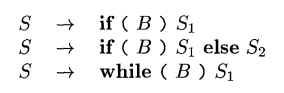 S → if ( B ) S₁
S → if ( B ) S₁ else S₂
S → while ( B ) S₁